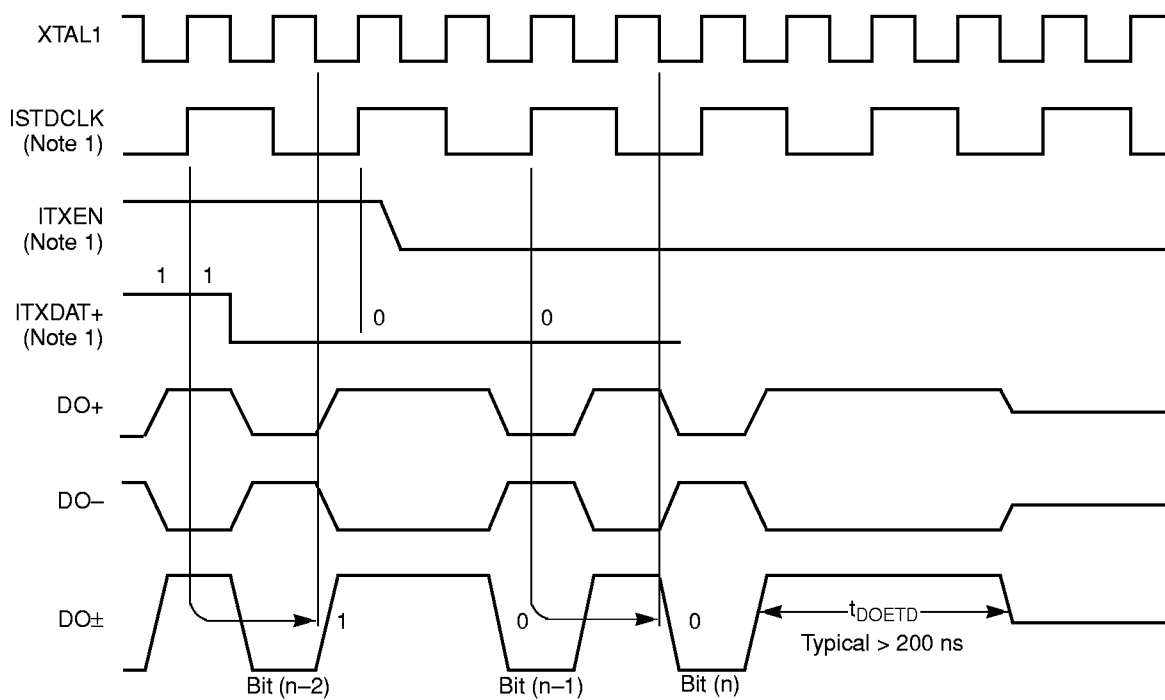 XTAL1
ISTDCLK
(Note 1)
ITXEN
(Note 1)
1 1
ITXDAT+
(Note 1)
0 0
DO+
DO–
DO±
1 0 0
tDOETD
Typical > 200 ns
Bit (n–2) Bit (n–1) Bit (n)